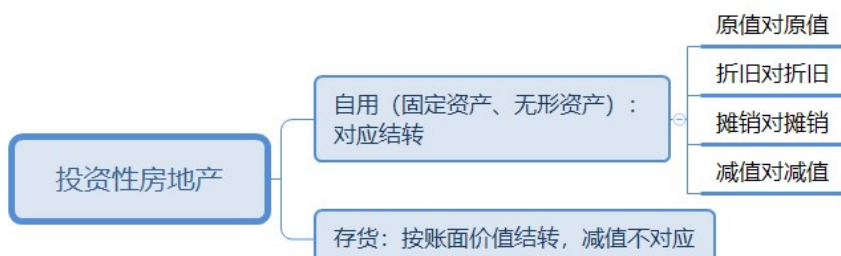 投资性房地产
自用（固定资产、无形资产）：
对应结转
原值对原值
折旧对折旧
摊销对摊销
减值对减值
存货：按账面价值结转，减值不对应